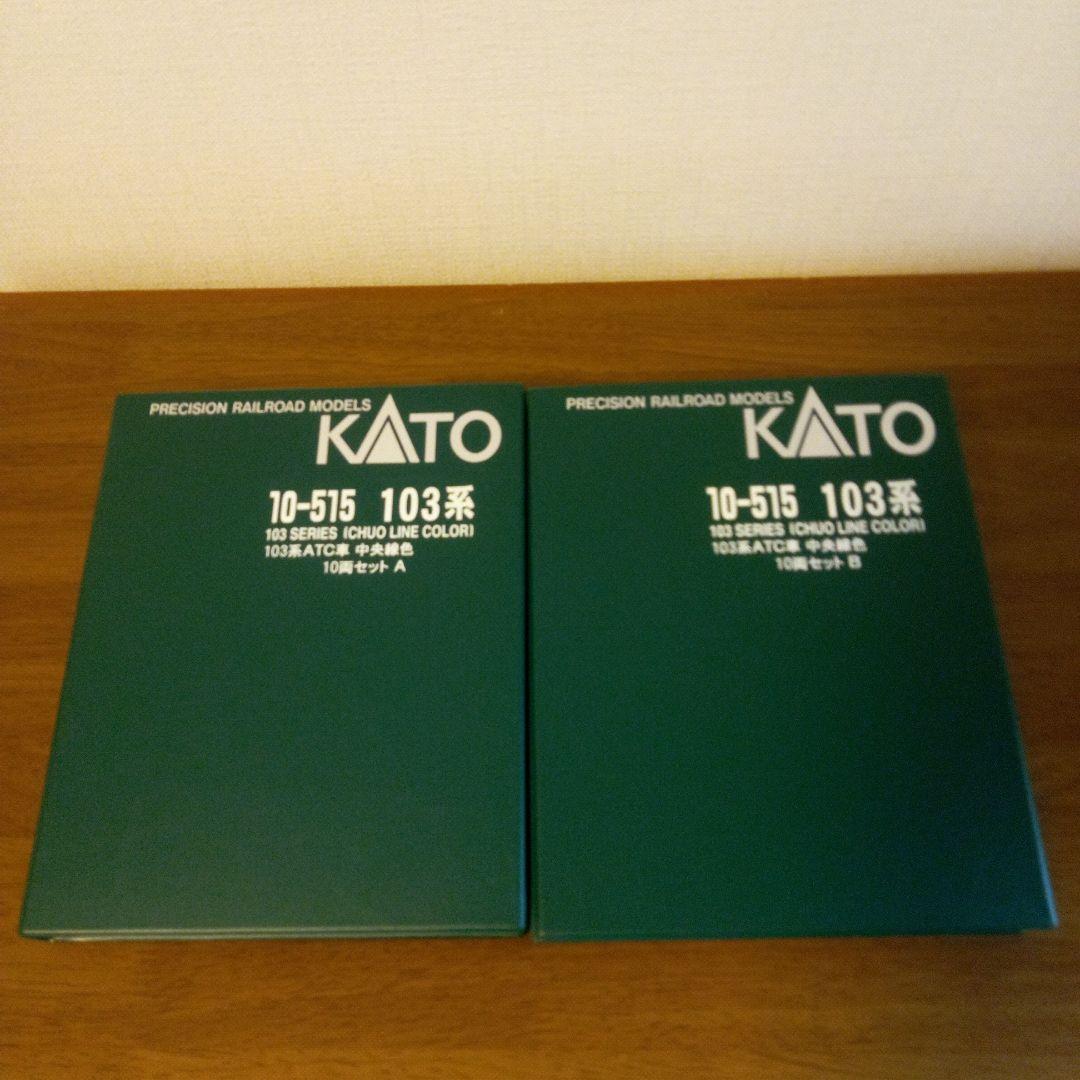 PRECISION RAILROAD MODELS
KATO
10-515 103系
103 SERIES (CHUO LINE COLOR)
103系ATC車 中央線色
10両セット A
PRECISION RAILROAD MODELS
KATO
10-515 103系
103 SERIES (CHUO LINE COLOR)
103系ATC車 中央線色
10両セット B